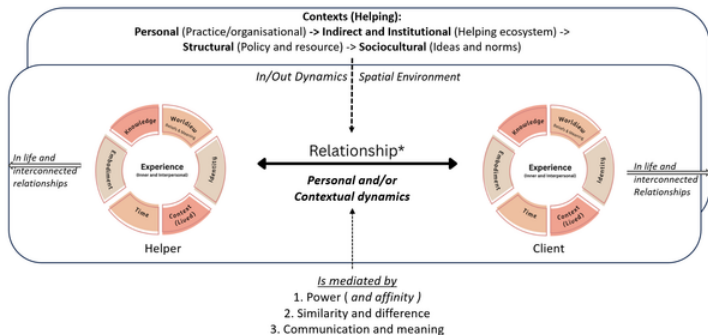 Contexts (Helping):
Personal (Practice/organisational) -> Indirect and Institutional (Helping ecosystem) ->
Structural (Policy and resource) -> Sociocultural (Ideas and norms)
In/Out Dynamics
Spatial Environment
Knowledge
Worldview
Beliefs & Meaning
Embodiment
Identity
Experience
(Inner and Interpersonal)
Time
Context
(Lived)
Helper
In life and
interconnected
relationships
Relationship*
Personal and/or
Contextual dynamics
Knowledge
Worldview
Beliefs & Meaning
Embodiment
Identity
Experience
(Inner and Interpersonal)
Time
Context
(Lived)
Client
In life and
interconnected
Relationships
Is mediated by
1. Power ( and affinity )
2. Similarity and difference
3. Communication and meaning